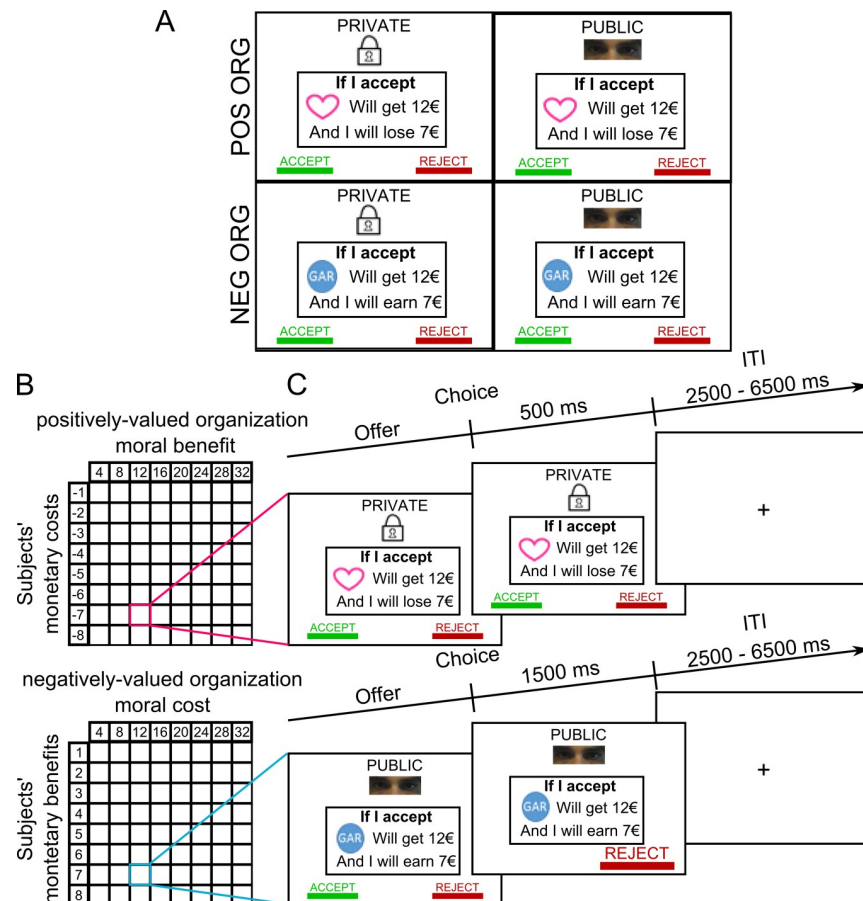 A
POS ORG
NEG ORG
PRIVATE
If I accept
Will get 12€
And I will lose 7€
ACCEPT REJECT
PUBLIC
If I accept
Will get 12€
And I will lose 7€
ACCEPT REJECT
PRIVATE
If I accept
GAR Will get 12€
And I will earn 7€
ACCEPT REJECT
PUBLIC
If I accept
GAR Will get 12€
And I will earn 7€
ACCEPT REJECT
B
positively-valued organization
moral benefit
4 8 12 16 20 24 28 32
Subjects'
monetary costs
-1
-2
-3
-4
-5
-6
-7
-8
C
Offer
Choice
500 ms
ITI
2500 - 6500 ms
PRIVATE
If I accept
Will get 12€
And I will lose 7€
ACCEPT REJECT
PRIVATE
If I accept
Will get 12€
And I will lose 7€
ACCEPT REJECT
+
negatively-valued organization
moral cost
4 8 12 16 20 24 28 32
Subjects'
montetary benefits
1
2
3
4
5
6
7
8
Offer
Choice
1500 ms
ITI
2500 - 6500 ms
PUBLIC
If I accept
GAR Will get 12€
And I will earn 7€
ACCEPT REJECT
PUBLIC
If I accept
GAR Will get 12€
And I will earn 7€
REJECT
+